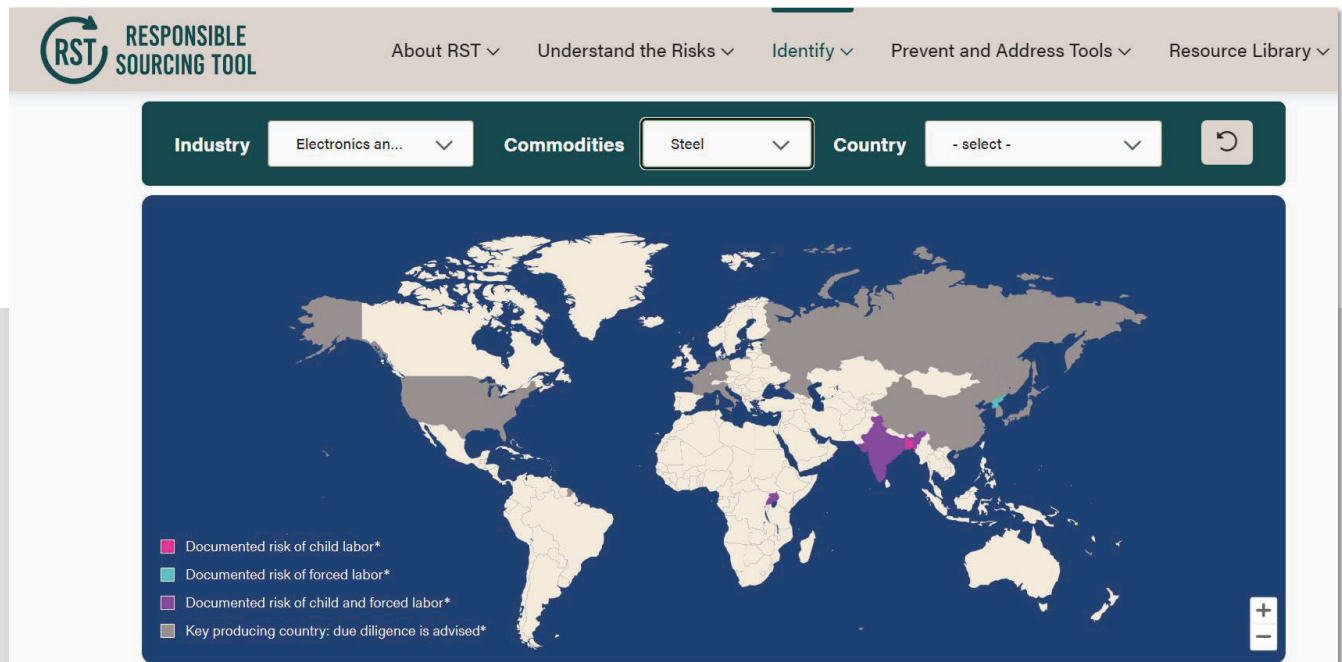 RST RESPONSIBLE
SOURCING TOOL
About RST Understand the Risks Identify Prevent and Address Tools Resource Library
Industry Electronics an... Commodities Steel Country - select -
Documented risk of child labor*
Documented risk of forced labor*
Documented risk of child and forced labor*
Key producing country: due diligence is advised*
+
−